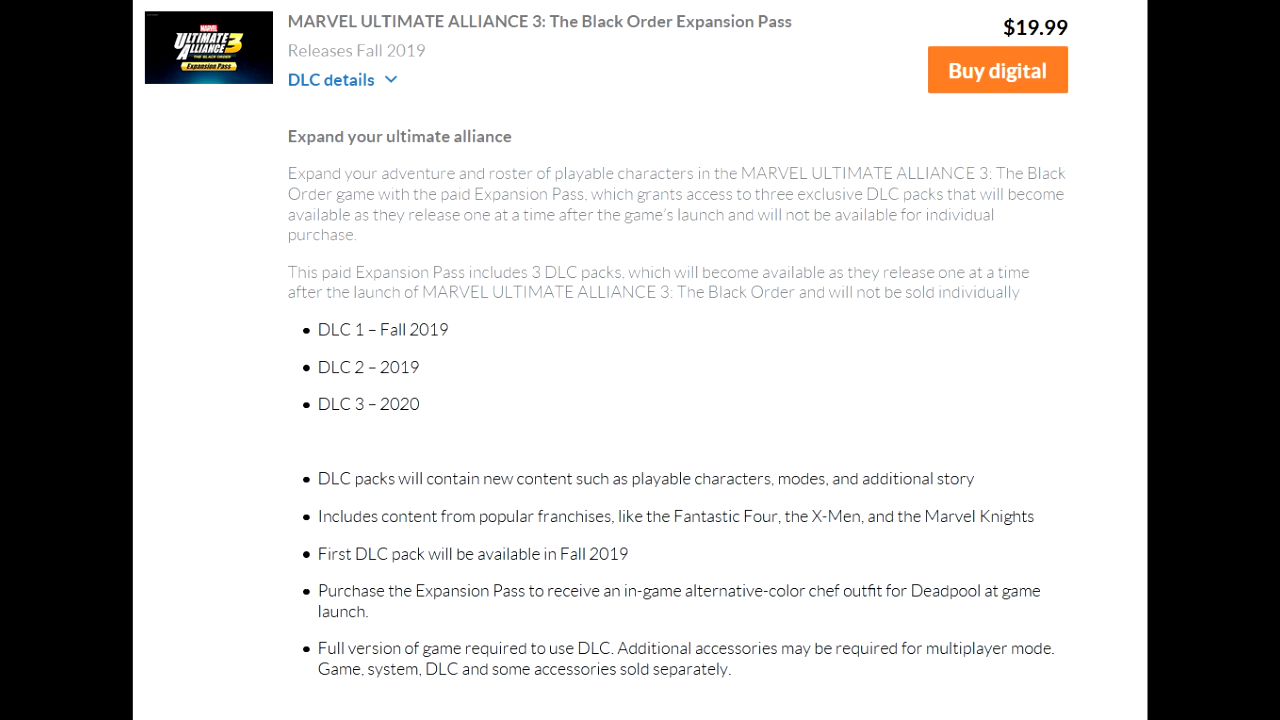 MARVEL
ULTIMATE
ALLIANCE 3
THE BLACK ORDER
Expansion Pass
MARVEL ULTIMATE ALLIANCE 3: The Black Order Expansion Pass
$19.99
Releases Fall 2019
DLC details
Buy digital
Expand your ultimate alliance
Expand your adventure and roster of playable characters in the MARVEL ULTIMATE ALLIANCE 3: The Black
Order game with the paid Expansion Pass, which grants access to three exclusive DLC packs that will become
available as they release one at a time after the game's launch and will not be available for individual
purchase.
This paid Expansion Pass includes 3 DLC packs, which will become available as they release one at a time
after the launch of MARVEL ULTIMATE ALLIANCE 3: The Black Order and will not be sold individually
• DLC 1 – Fall 2019
• DLC 2 – 2019
• DLC 3 – 2020
• DLC packs will contain new content such as playable characters, modes, and additional story
• Includes content from popular franchises, like the Fantastic Four, the X-Men, and the Marvel Knights
• First DLC pack will be available in Fall 2019
• Purchase the Expansion Pass to receive an in-game alternative-color chef outfit for Deadpool at game
launch.
• Full version of game required to use DLC. Additional accessories may be required for multiplayer mode.
Game, system, DLC and some accessories sold separately.